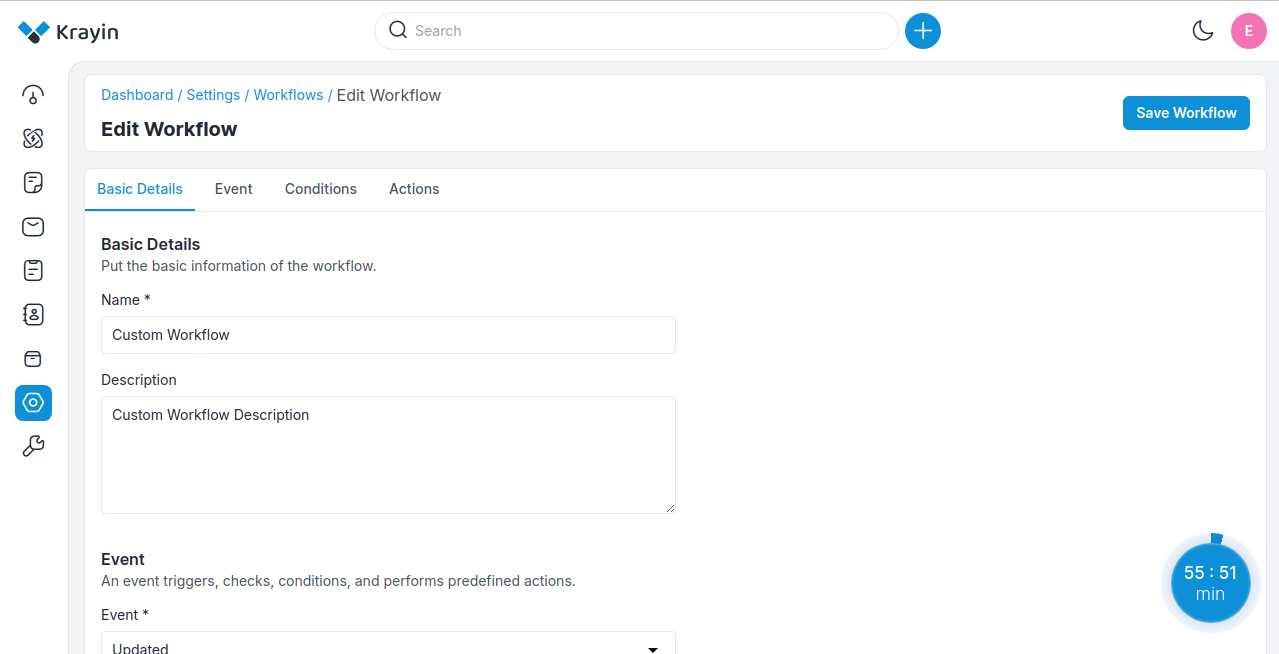 Krayin
Search
E
Dashboard / Settings / Workflows / Edit Workflow
Edit Workflow
Save Workflow
Basic Details
Event
Conditions
Actions
Basic Details
Put the basic information of the workflow.
Name *
Custom Workflow
Description
Custom Workflow Description
Event
An event triggers, checks, conditions, and performs predefined actions.
Event *
Updated
55 : 51
min